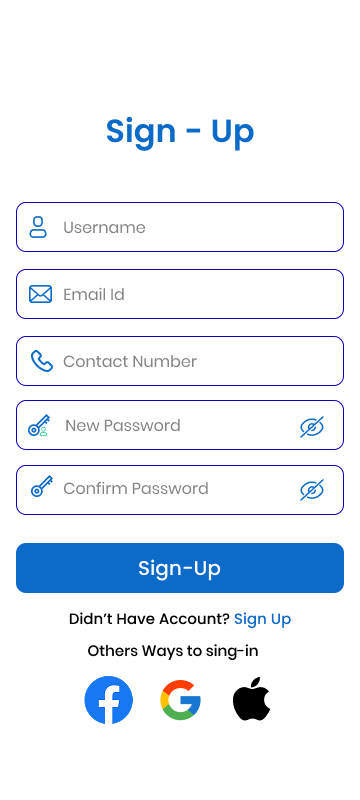 Sign - Up
Username
Email Id
Contact Number
New Password
Confirm Password
Sign-Up
Didn’t Have Account? Sign Up
Others Ways to sing-in